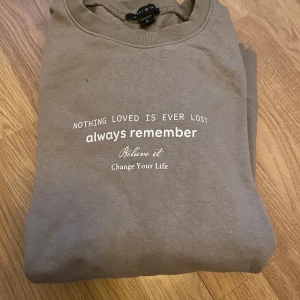 NOTHING LOVED IS EVER LOST
always remember
Believe it
Change Your Life